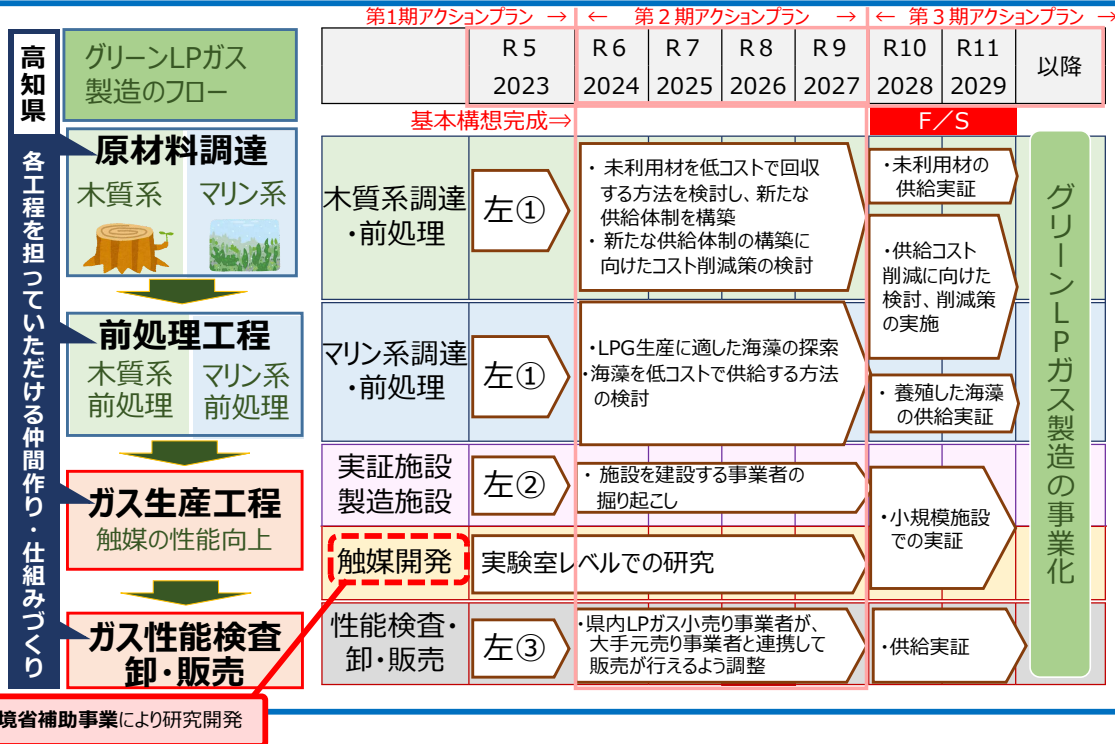 第1期アクションプラン → ← 第２期アクションプラン → ← 第３期アクションプラン →
高知県
各工程を担っていただける仲間作り・仕組みづくり
グリーンLPガス
製造のフロー
原材料調達
木質系 マリン系
前処理工程
木質系 マリン系
前処理 前処理
ガス生産工程
触媒の性能向上
ガス性能検査
卸・販売
R５ R６ R７ R８ R９ R10 R11 以降
2023 2024 2025 2026 2027 2028 2029
基本構想完成⇒
F／S
木質系調達
・前処理
左①
・ 未利用材を低コストで回収
する方法を検討し、新たな
供給体制を構築
・ 新たな供給体制の構築に
向けたコスト削減策の検討
・未利用材の
供給実証
・供給コスト
削減に向けた
検討、削減策
の実施
マリン系調達
・前処理
左①
・LPG生産に適した海藻の探索
・海藻を低コストで供給する方法
の検討
・ 養殖した海藻
の供給実証
実証施設
製造施設
左②
・ 施設を建設する事業者の
掘り起こし
・小規模施設
での実証
触媒開発
実験室レベルでの研究
性能検査・
卸・販売
左③
・県内LPガス小売り事業者が、
大手元売り事業者と連携して
販売が行えるよう調整
・供給実証
グリーンLPガス製造の事業化
境省補助事業により研究開発